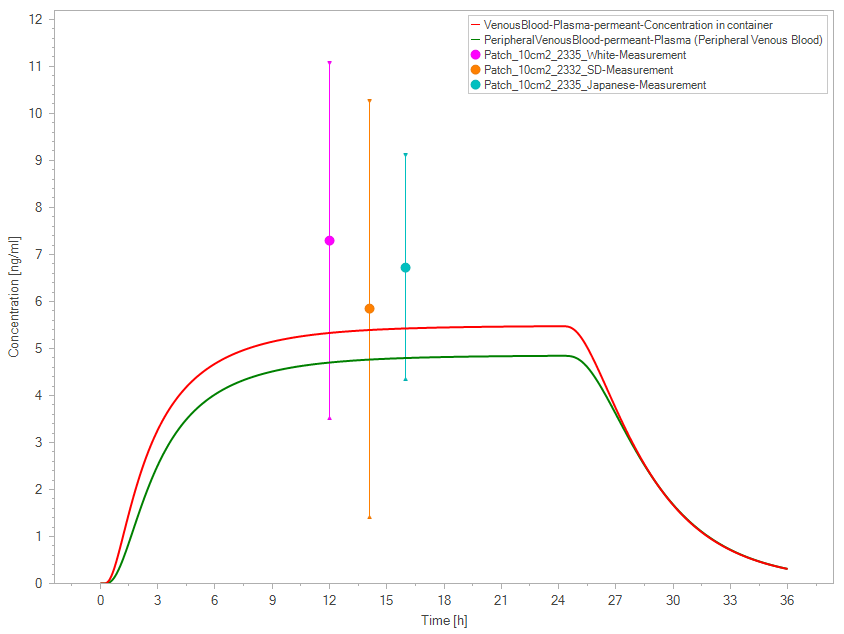 12
11
10
9
8
7
6
5
4
3
2
1
0
Concentration [ng/ml]
VenousBlood-Plasma-permeant-Concentration in container
PeripheralVenousBlood-permeant-Plasma (Peripheral Venous Blood)
Patch_10cm2_2335_White-Measurement
Patch_10cm2_2332_SD-Measurement
Patch_10cm2_2335_Japanese-Measurement
0 3 6 9 12 15 18 21 24 27 30 33 36
Time [h]